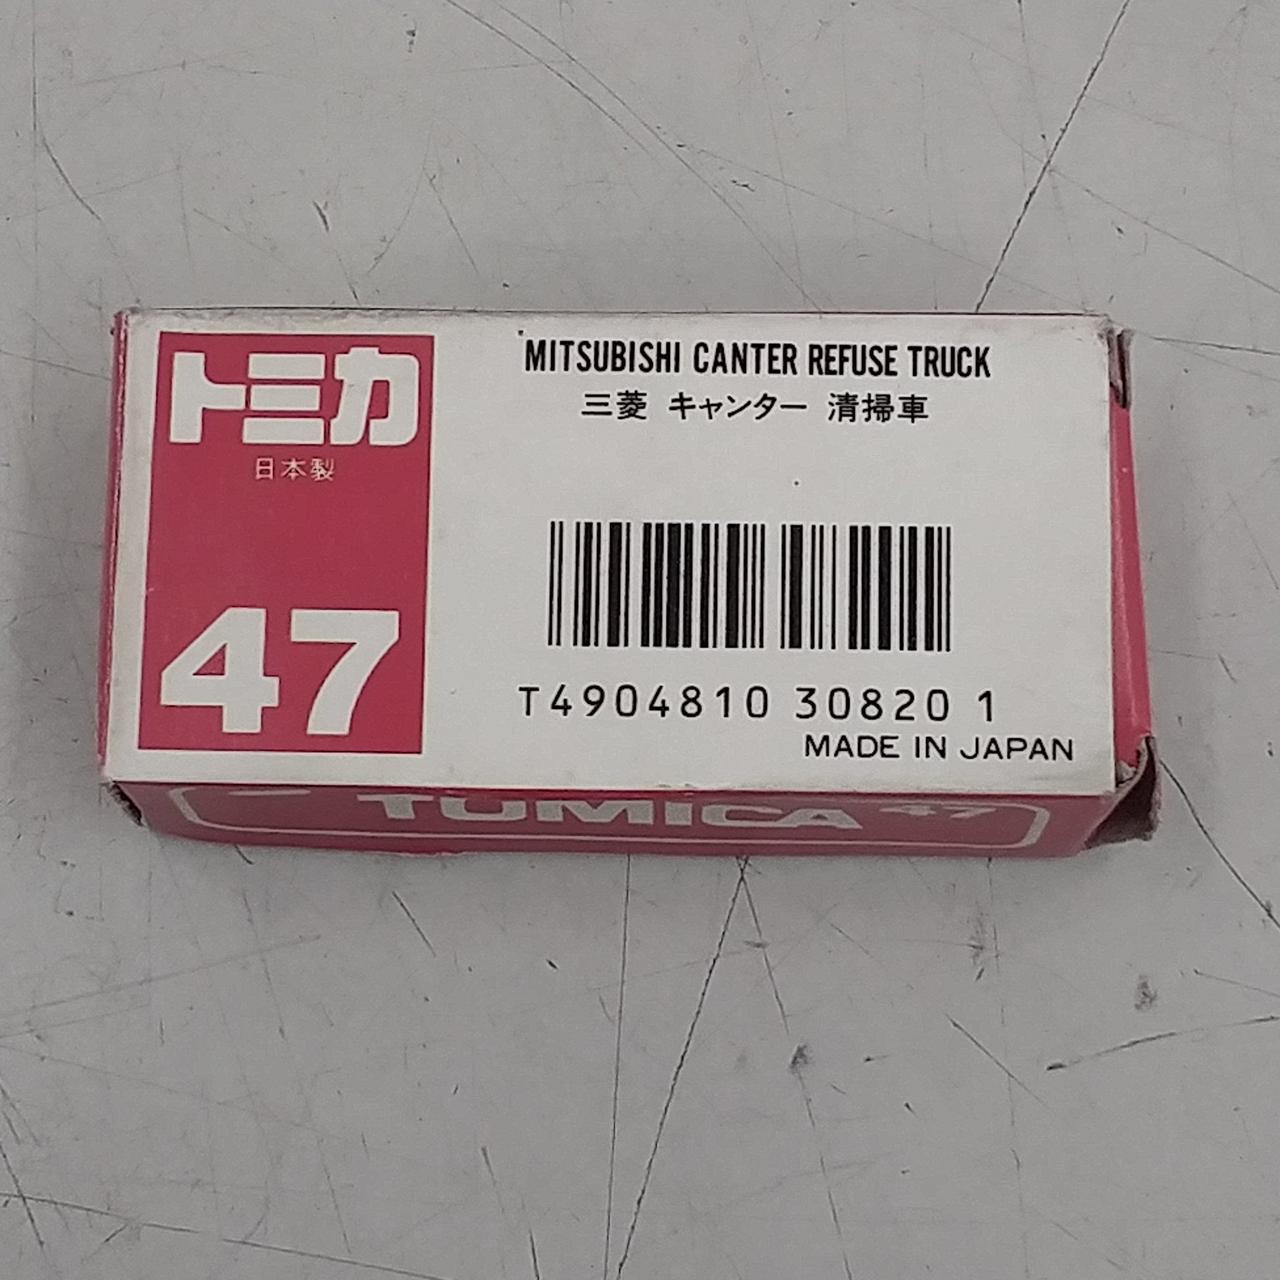 トミカ
日本製
47
MITSUBISHI CANTER REFUSE TRUCK
三菱 キャンター 清掃車
T4904810 30820 1
MADE IN JAPAN
TOMICA 47